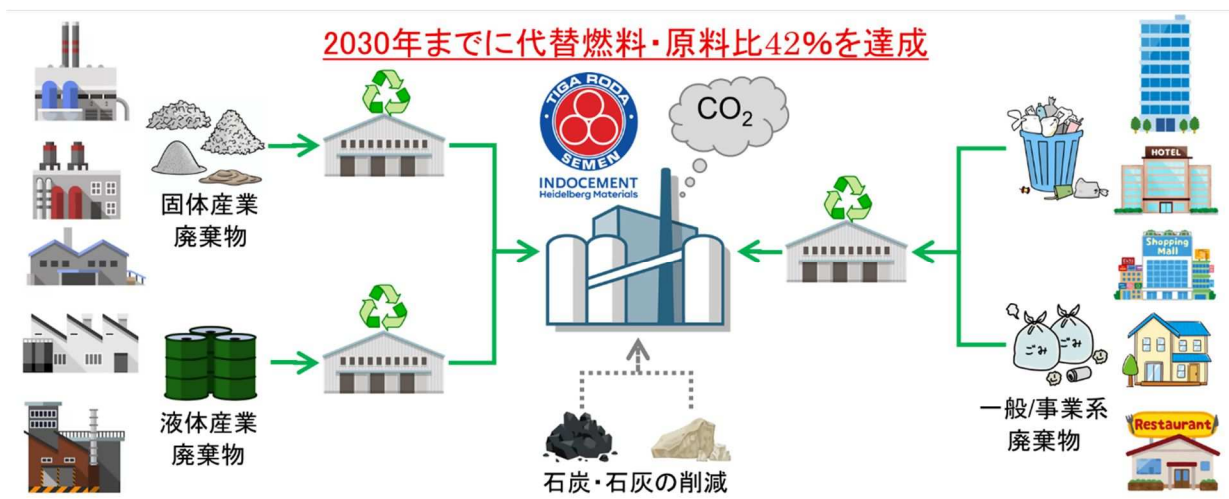 2030年までに代替燃料・原料比42%を達成
TIGA RODA
SEMEN
INDOCEMENT
Heidelberg Materials
CO2
固体産業
廃棄物
液体産業
廃棄物
石炭・石灰の削減
HOTEL
Shopping
Mall
ごみ
ごみ
一般/事業系
廃棄物
Restaurant